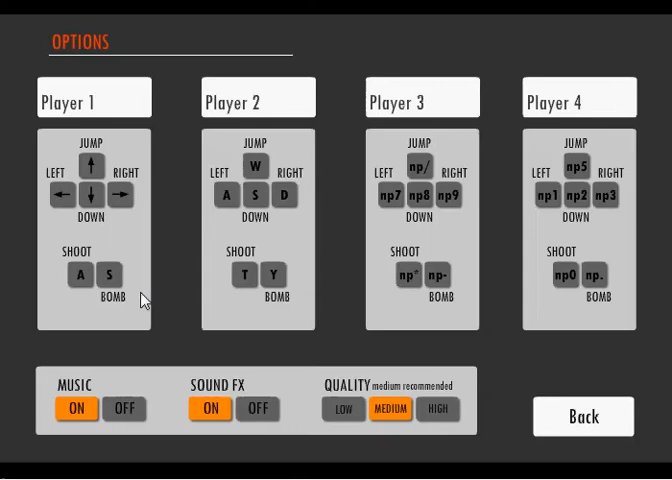 OPTIONS
Player 1
JUMP
LEFT RIGHT
DOWN
SHOOT
A S
BOMB
Player 2
JUMP
W
LEFT RIGHT
A S D
DOWN
SHOOT
T Y
BOMB
Player 3
JUMP
np/
LEFT RIGHT
np7 np8 np9
DOWN
SHOOT
np* np-
BOMB
Player 4
JUMP
np5
LEFT RIGHT
np1 np2 np3
DOWN
SHOOT
np0 np.
BOMB
MUSIC
ON OFF
SOUND FX
ON OFF
QUALITY medium recommended
LOW MEDIUM HIGH
Back